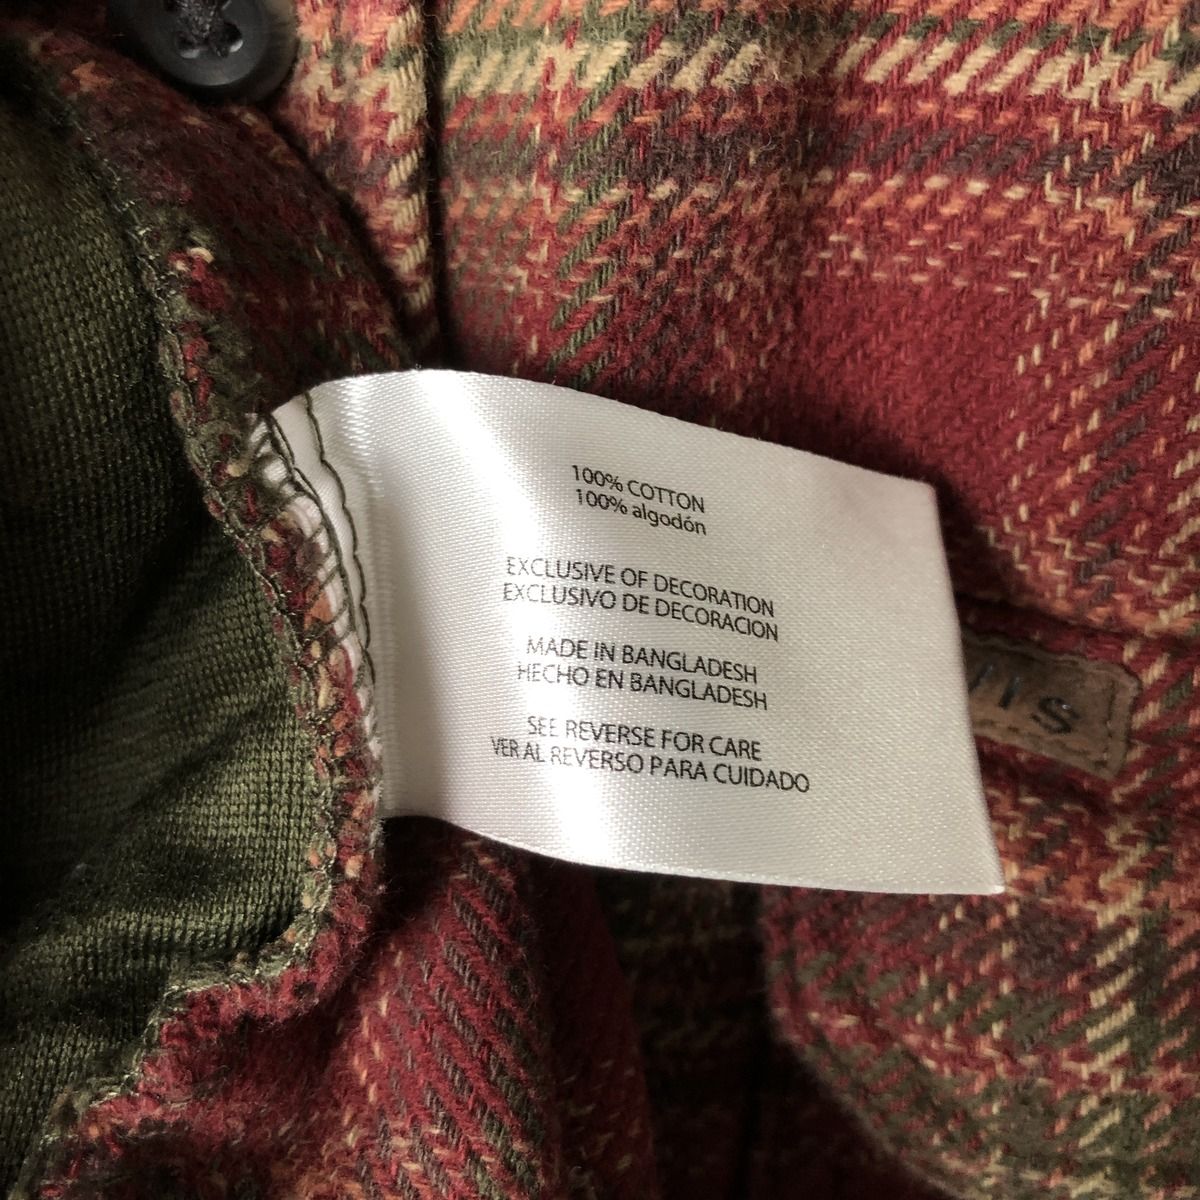 100% COTTON
100% algodón
EXCLUSIVE OF DECORATION
EXCLUSIVO DE DECORACION
MADE IN BANGLADESH
HECHO EN BANGLADESH
SEE REVERSE FOR CARE
VER AL REVERSO PARA CUIDADO